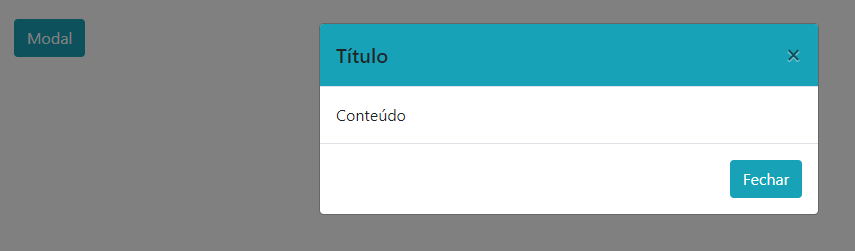 Modal
Título
×
Conteúdo
Fechar